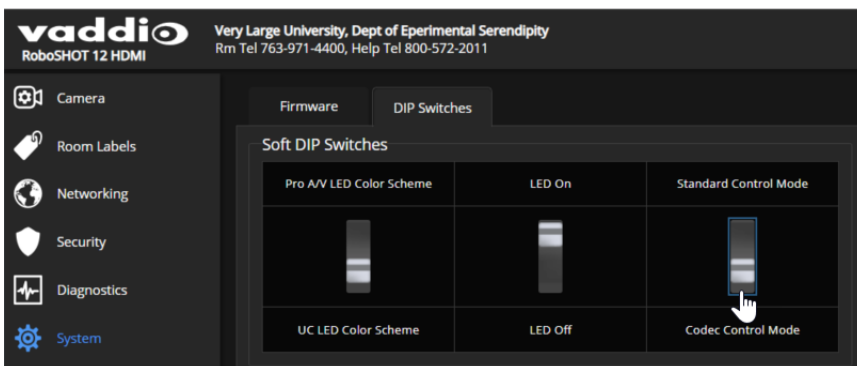 vaddio
RoboSHOT 12 HDMI
Very Large University, Dept of Eperimental Serendipity
Rm Tel 763-971-4400, Help Tel 800-572-2011
Camera
Room Labels
Networking
Security
Diagnostics
System
Firmware
DIP Switches
Soft DIP Switches
Pro A/V LED Color Scheme
LED On
Standard Control Mode
UC LED Color Scheme
LED Off
Codec Control Mode